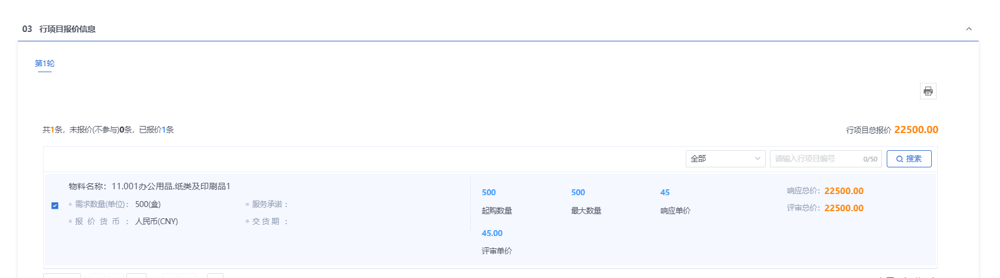 03 行项目报价信息
第1轮
共1条，未报价(不参与)0条，已报价1条
行项目总报价 22500.00
全部
请输入行项目编号 0/50
搜索
物料名称：11.001办公用品.纸类及印刷品1
需求数量(单位)： 500(盒)
服务承诺：
报价货币： 人民币(CNY)
交货期：
500
起购数量
500
最大数量
45
响应单价
45.00
评审单价
响应总价：22500.00
评审总价：22500.00